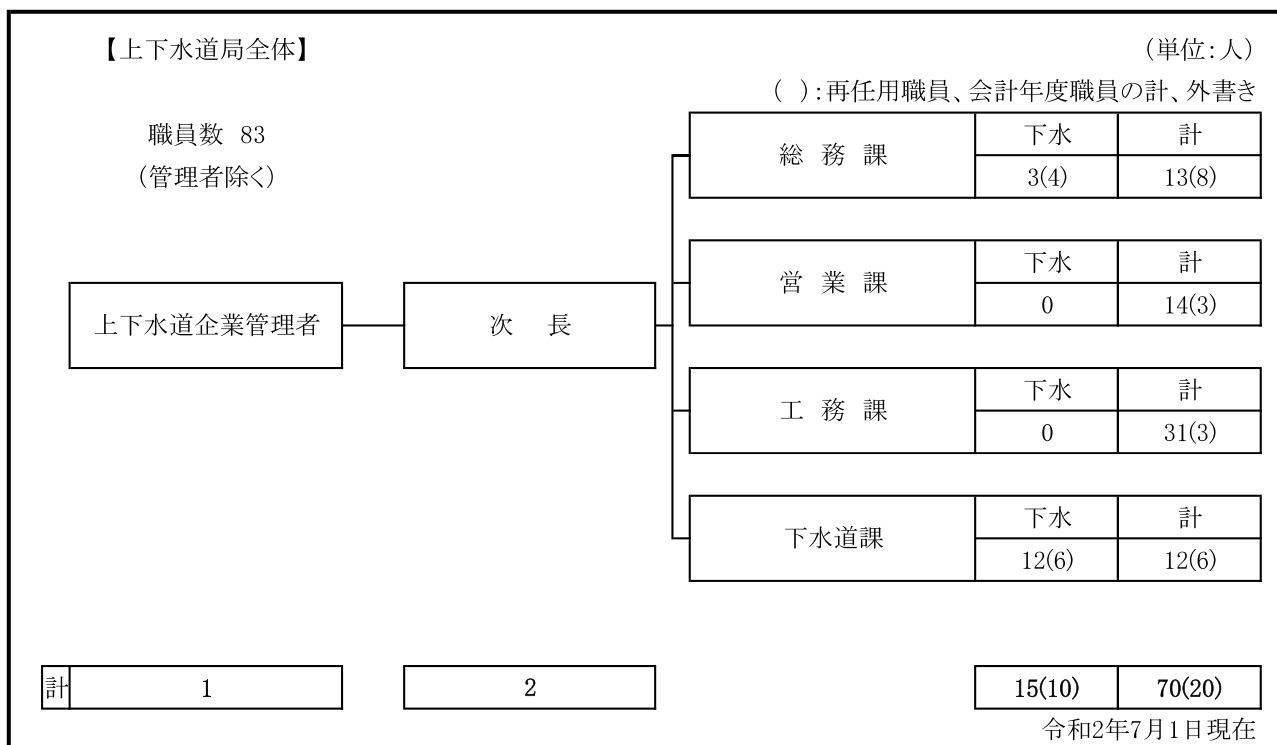 【上下水道局全体】 (単位:人)
( ):再任用職員、会計年度職員の計、外書き
職員数 83
(管理者除く)
総務課 下水 計
3(4) 13(8)
営業課 下水 計
0 14(3)
上下水道企業管理者 次長
工務課 下水 計
0 31(3)
下水道課 下水 計
12(6) 12(6)
計 1 2 15(10) 70(20)
令和2年7月1日現在